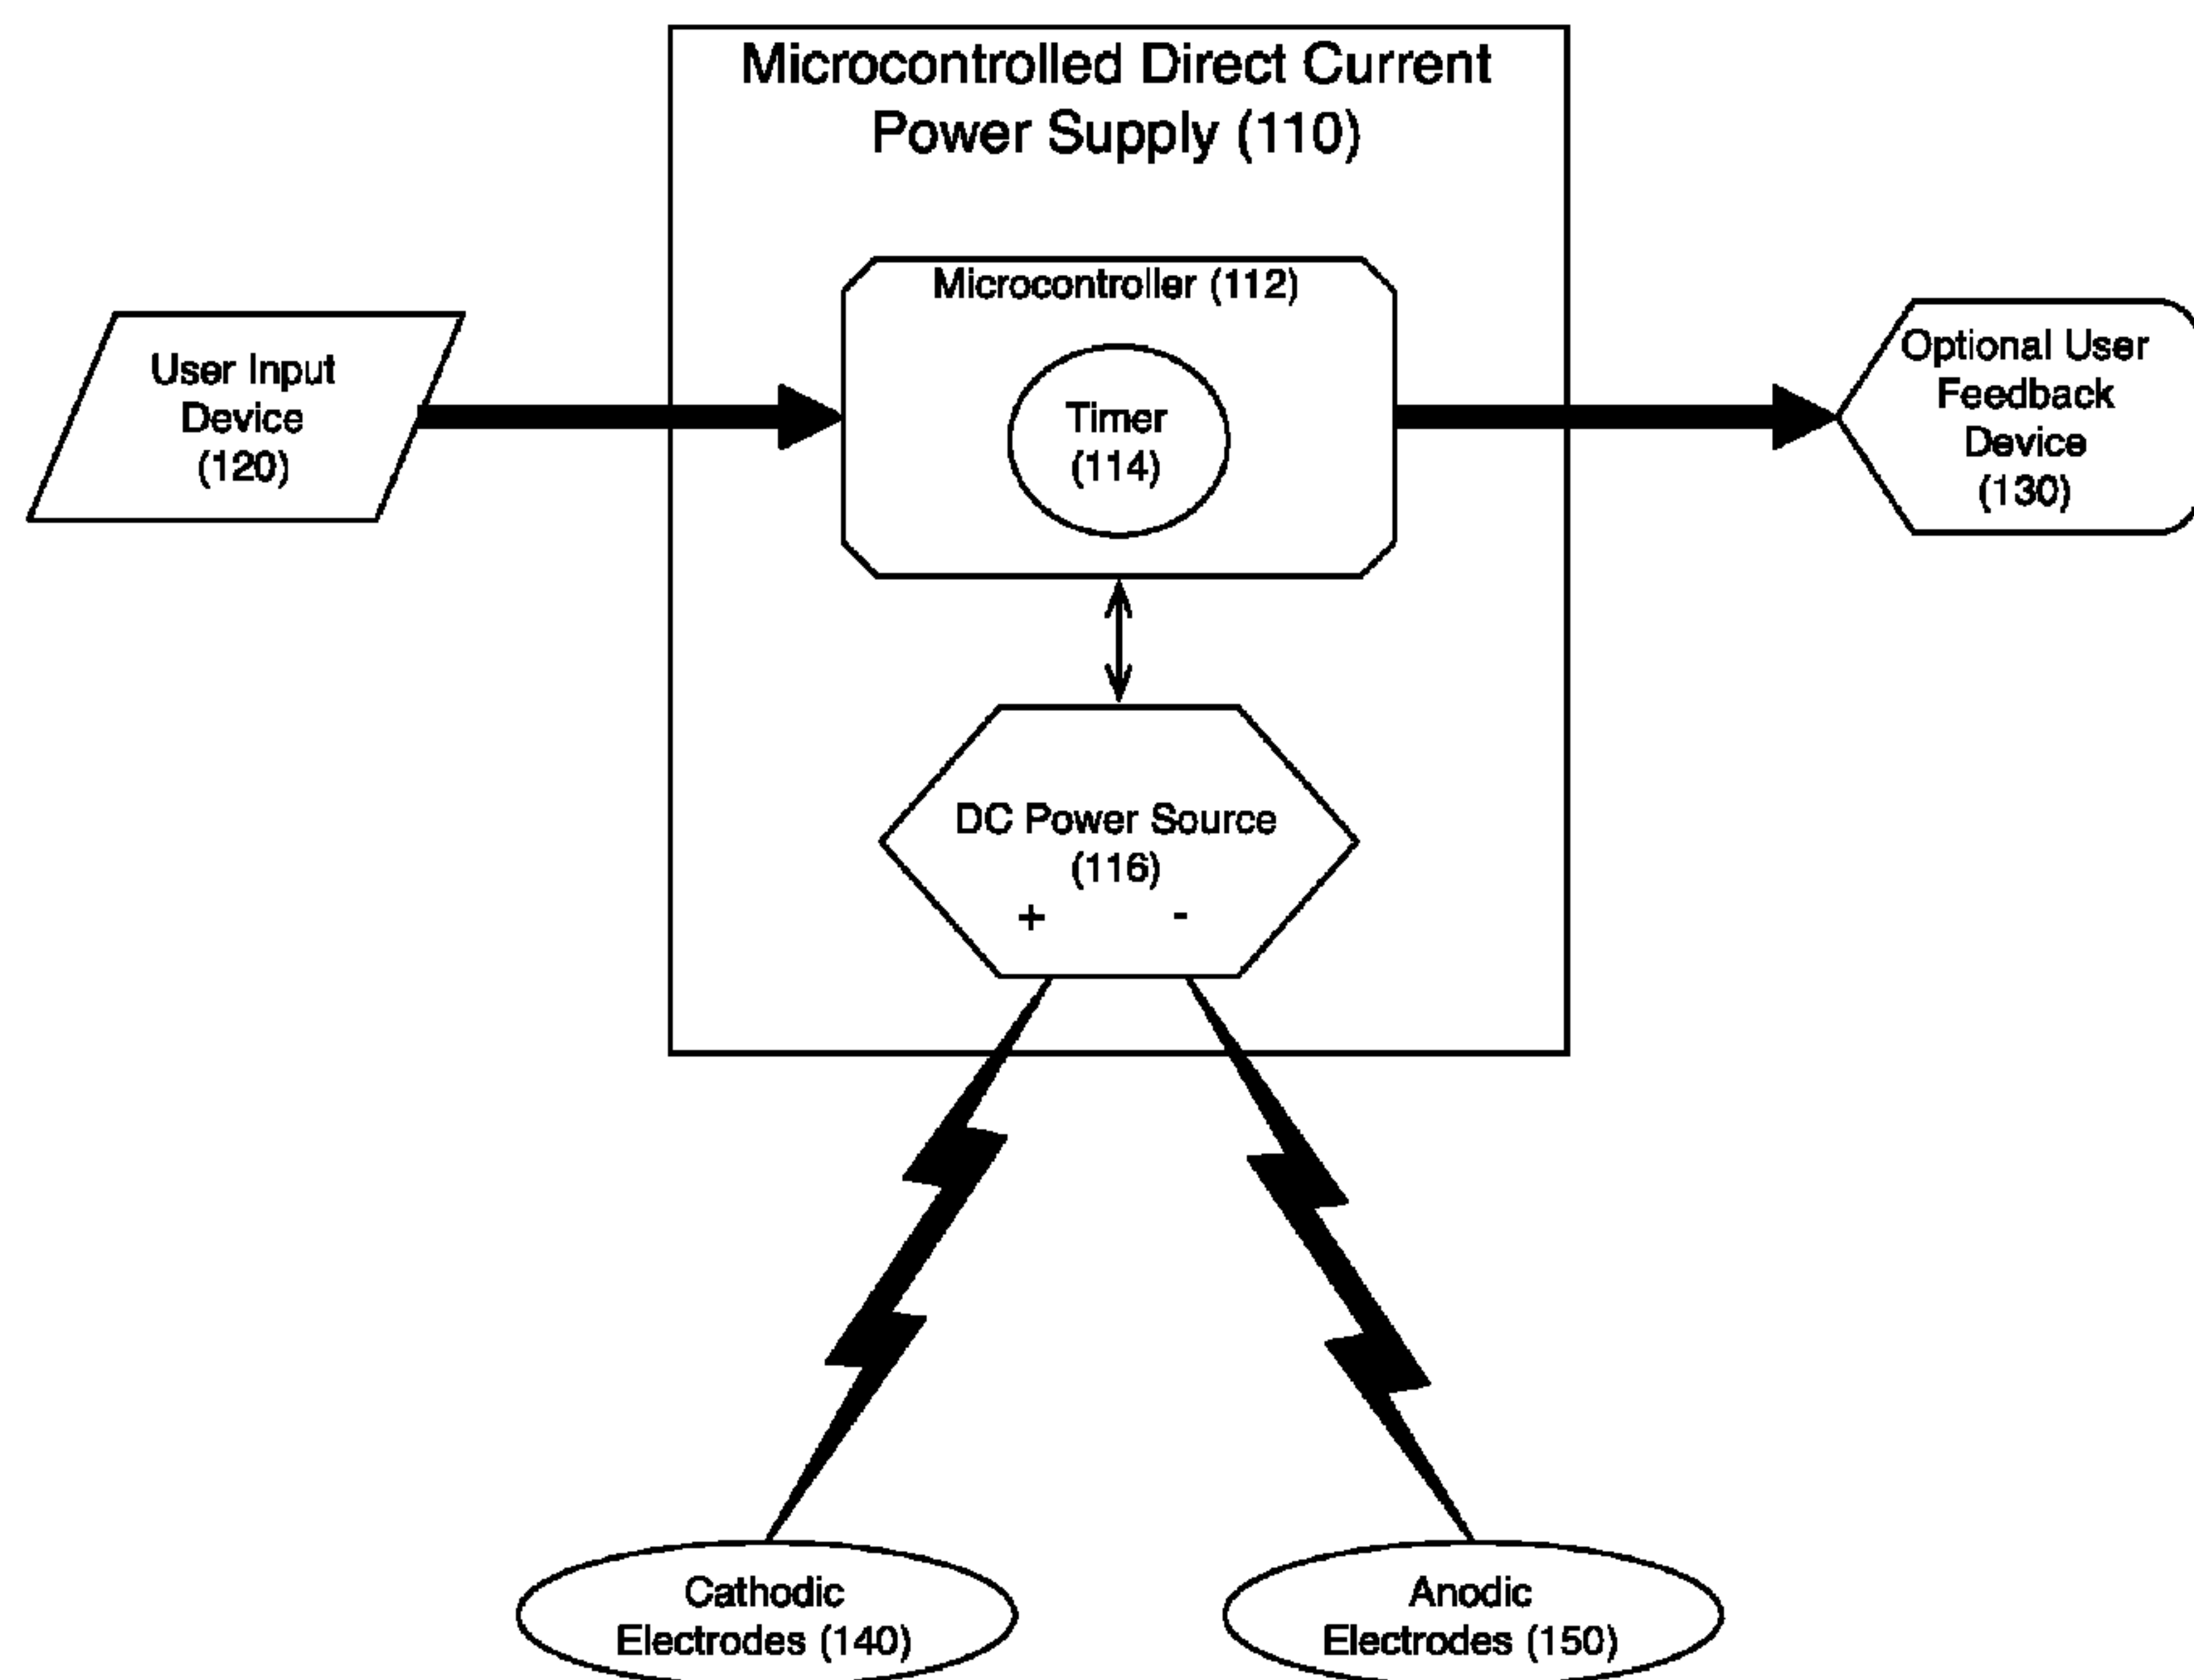 Microcontrolled Direct Current
Power Supply (110)
Microcontroller (112)
User Input
Device
(120)
Timer
(114)
Optional User
Feedback
Device
(130)
DC Power Source
(116)
+ -
Cathodic
Electrodes (140)
Anodic
Electrodes (150)